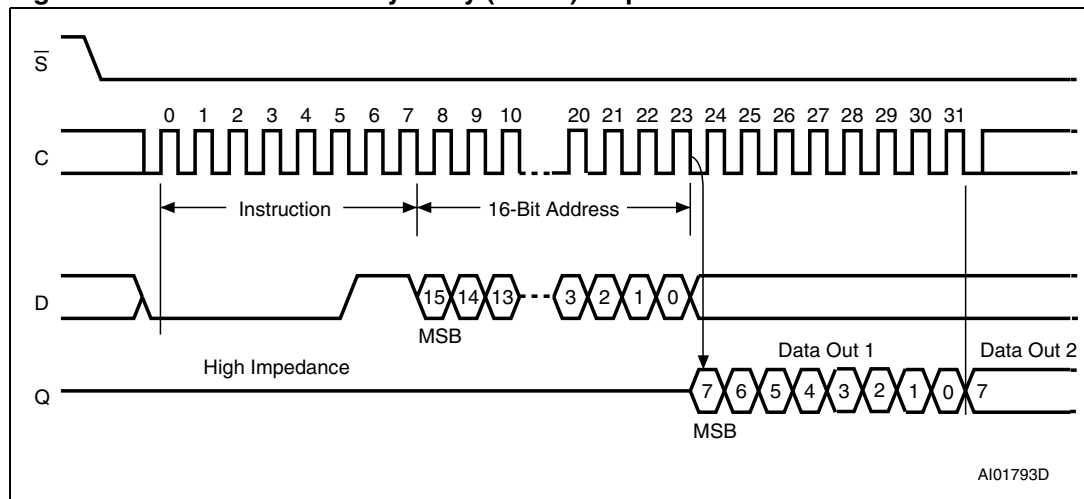 S
0 1 2 3 4 5 6 7 8 9 10 20 21 22 23 24 25 26 27 28 29 30 31
C
Instruction 16-Bit Address
D
15 14 13 3 2 1 0
MSB
High Impedance Data Out 1 Data Out 2
Q
7 6 5 4 3 2 1 0 7
MSB
AI01793D